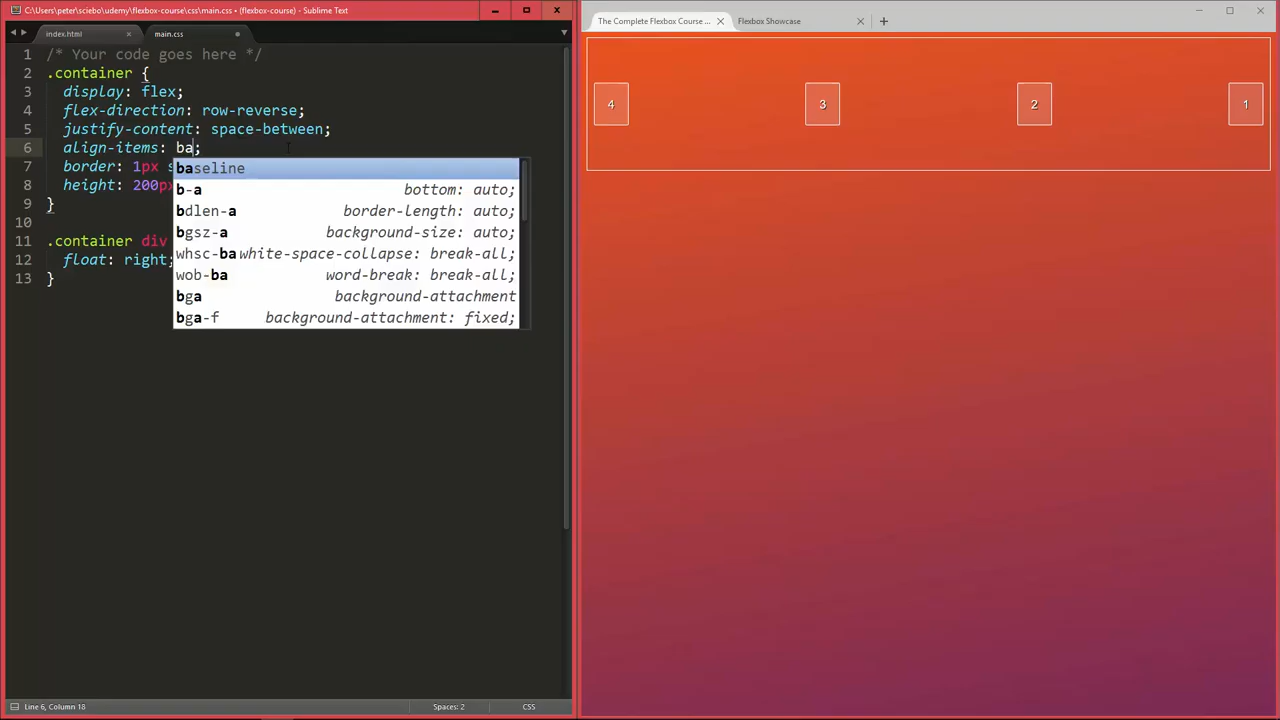 C:\Users\peter\sciebo\udemy\flexbox-course\css\main.css • (flexbox-course) - Sublime Text
index.html
main.css
1 /* Your code goes here */
2 .container {
3 display: flex;
4 flex-direction: row-reverse;
5 justify-content: space-between;
6 align-items: ba;
7 border: 1px s
8 height: 200px
9 }
10
11 .container div
12 float: right;
13 }
baseline
b-a bottom: auto;
bdlen-a border-length: auto;
bgsz-a background-size: auto;
whsc-ba white-space-collapse: break-all;
wob-ba word-break: break-all;
bga background-attachment
bga-f background-attachment: fixed;
Line 6, Column 18
Spaces: 2
CSS
The Complete Flexbox Course ...
Flexbox Showcase
4 3 2 1